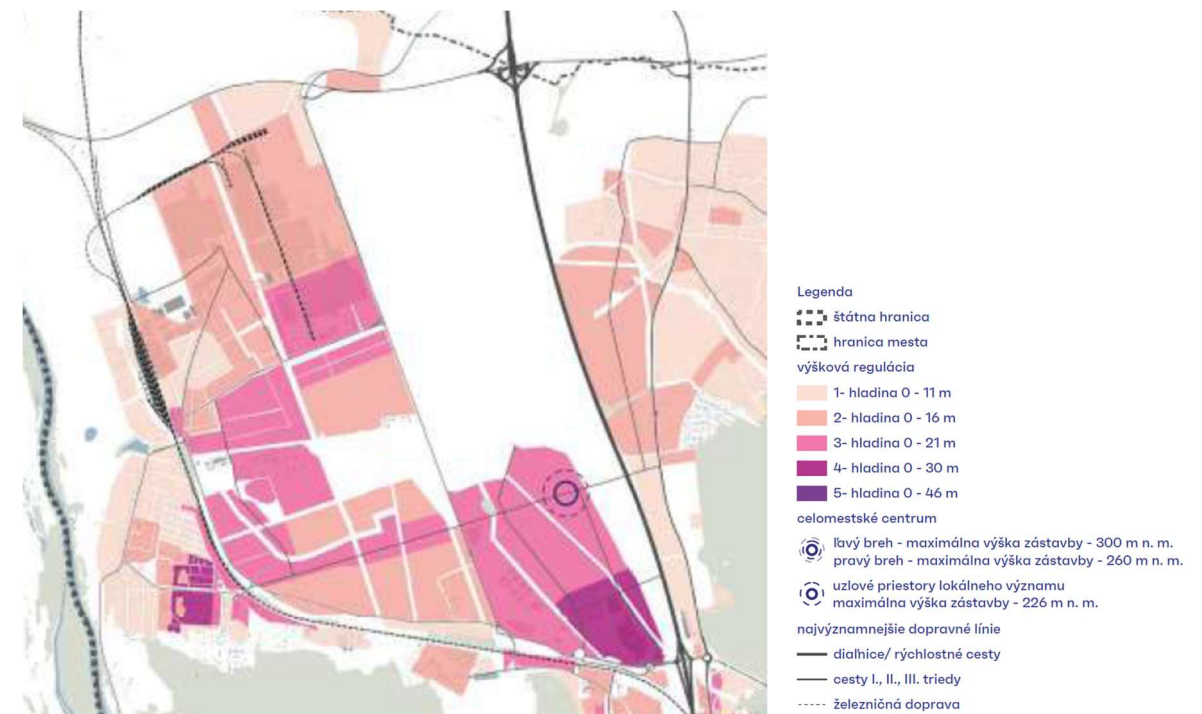 Legenda
štátna hranica
hranica mesta
výšková regulácia
1- hladina 0 - 11 m
2- hladina 0 - 16 m
3- hladina 0 - 21 m
4- hladina 0 - 30 m
5- hladina 0 - 46 m
celomestské centrum
ľavý breh - maximálna výška zástavby - 300 m n. m.
pravý breh - maximálna výška zástavby - 260 m n. m.
uzlové priestory lokálneho významu
maximálna výška zástavby - 226 m n. m.
najvýznamnejšie dopravné línie
diaľnice/ rýchlostné cesty
cesty I., II., III. triedy
železničná doprava